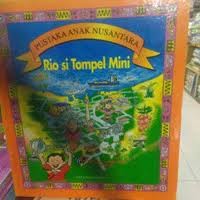 PUSTAKA ANAK NUSANTARA
Rio si Tompel Mini